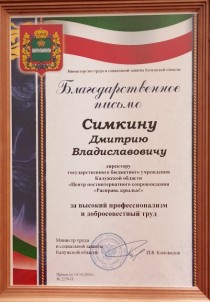 Министерство труда и социальной защиты Калужской области
Благодарственное
письмо
Симкину
Дмитрию
Владиславовичу
директору
государственного бюджетного учреждения
Калужской области
«Центр постинтернатного сопровождения
«Расправь крылья!»
за высокий профессионализм
и добросовестный труд
Министр труда
и социальной защиты
Калужской области
П.В. Коновалов